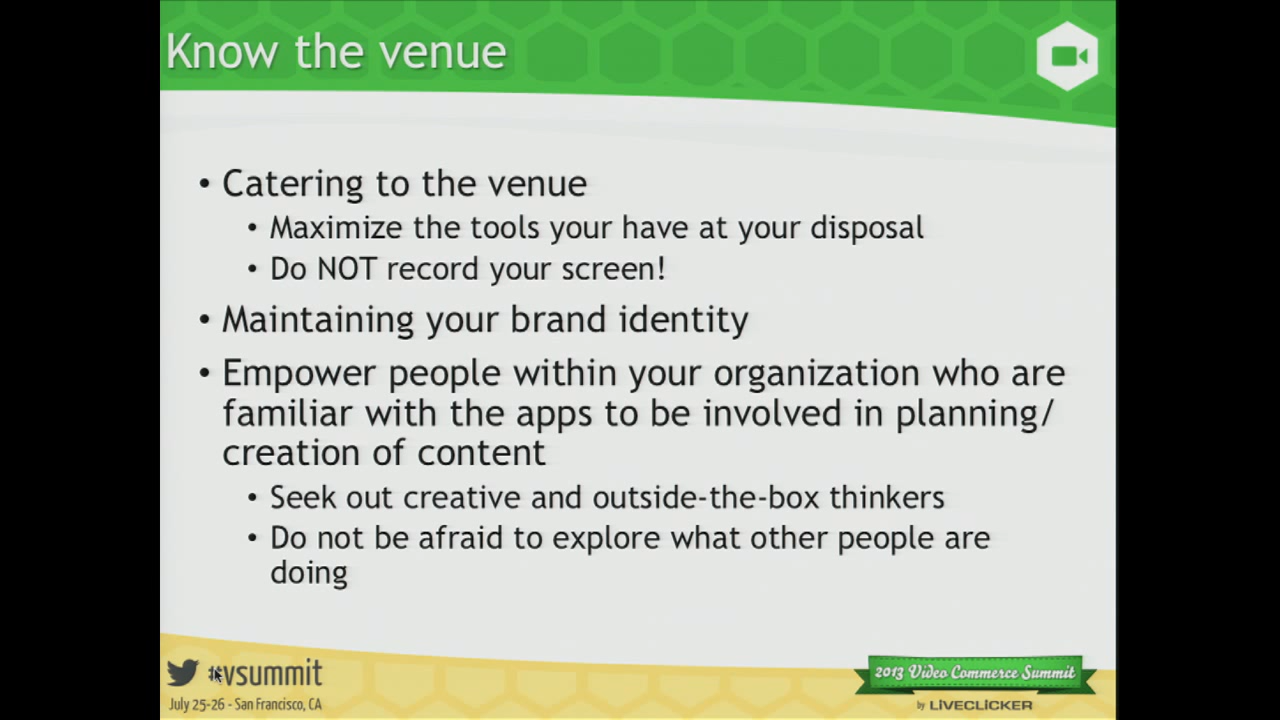 Know the venue
• Catering to the venue
• Maximize the tools your have at your disposal
• Do NOT record your screen!
• Maintaining your brand identity
• Empower people within your organization who are
familiar with the apps to be involved in planning/
creation of content
• Seek out creative and outside-the-box thinkers
• Do not be afraid to explore what other people are
doing
vsummit
July 25-26 - San Francisco, CA
2013 Video Commerce Summit
by LIVECLICKER